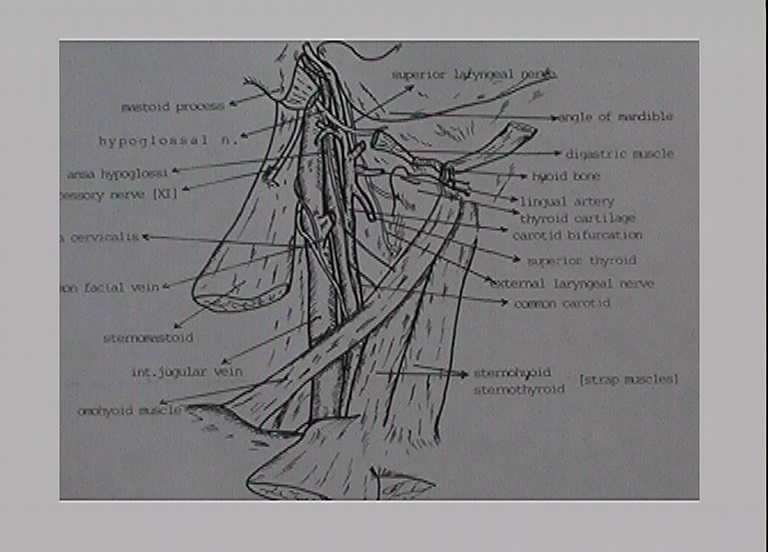 superior laryngeal nerve
mastoid process
angle of mandible
hypoglossal n.
digastric muscle
ansa hypoglossi
hyoid bone
cessory nerve [XI]
lingual artery
thyroid cartilage
a cervicalis
carotid bifurcation
superior thyroid
mon facial vein
external laryngeal nerve
common carotid
sternomastoid
int.jugular vein
sternohyoid
sternothyroid [strap muscles]
omohyoid muscle